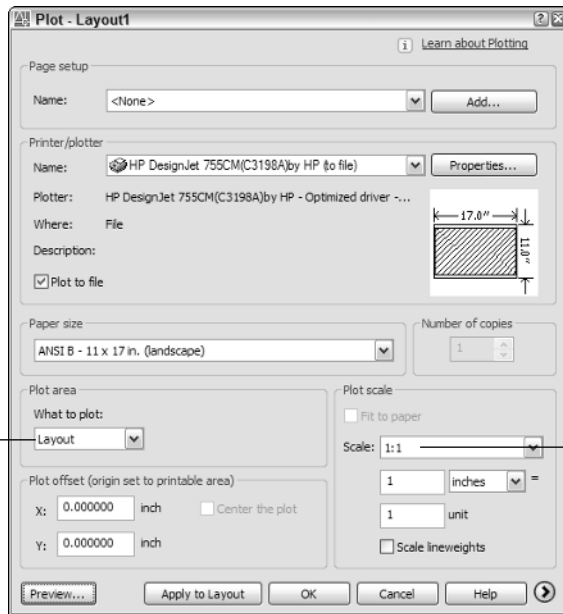 Plot - Layout1
Learn about Plotting
Page setup
Name: <None> Add...
Printer/plotter
Name: HP DesignJet 755CM(C3198A)by HP (to file) Properties...
Plotter: HP DesignJet 755CM(C3198A)by HP - Optimized driver -...
Where: File
Description:
Plot to file
17.0″
11.0″
Paper size
ANSI B - 11 x 17 in. (landscape)
Number of copies
1
Plot area
What to plot:
Layout
Plot offset (origin set to printable area)
X: 0.000000 inch Center the plot
Y: 0.000000 inch
Plot scale
Fit to paper
Scale: 1:1
1 inches =
1 unit
Scale lineweights
Preview... Apply to Layout OK Cancel Help